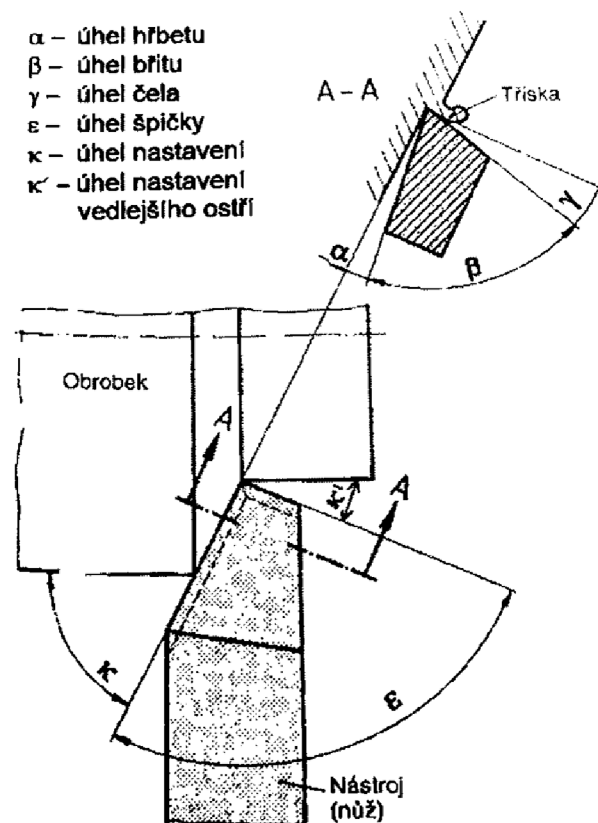 α – úhel hřbetu
β – úhel břitu
γ – úhel čela
ε – úhel špičky
κ – úhel nastavení
κ′ – úhel nastavení
vedlejšího ostří
A – A
Tříska
γ
α
β
Obrobek
A
κ′
A
κ
ε
Nástroj
(nůž)